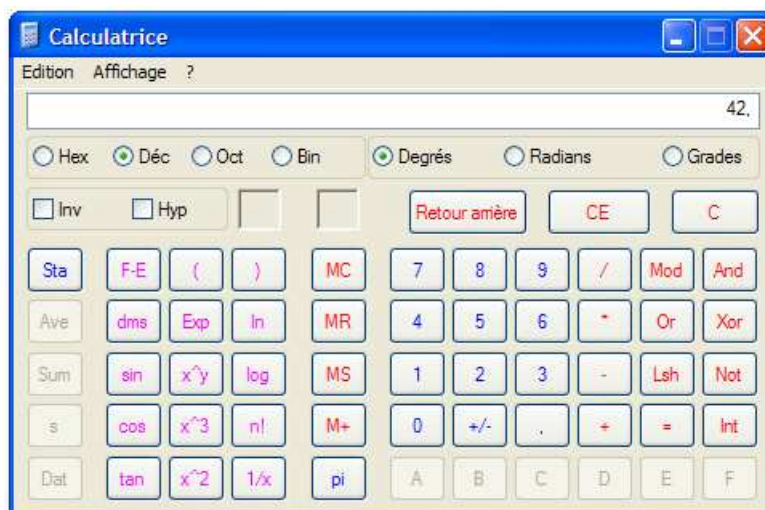 Calculatrice
Edition Affichage ?
42,
Hex Déc Oct Bin Degrés Radians Grades
Inv Hyp Retour arrière CE C
Sta F-E ( ) MC 7 8 9 / Mod And
Ave dms Exp ln MR 4 5 6 * Or Xor
Sum sin x^y log MS 1 2 3 - Lsh Not
s cos x^3 n! M+ 0 +/- , + = Int
Dat tan x^2 1/x pi A B C D E F